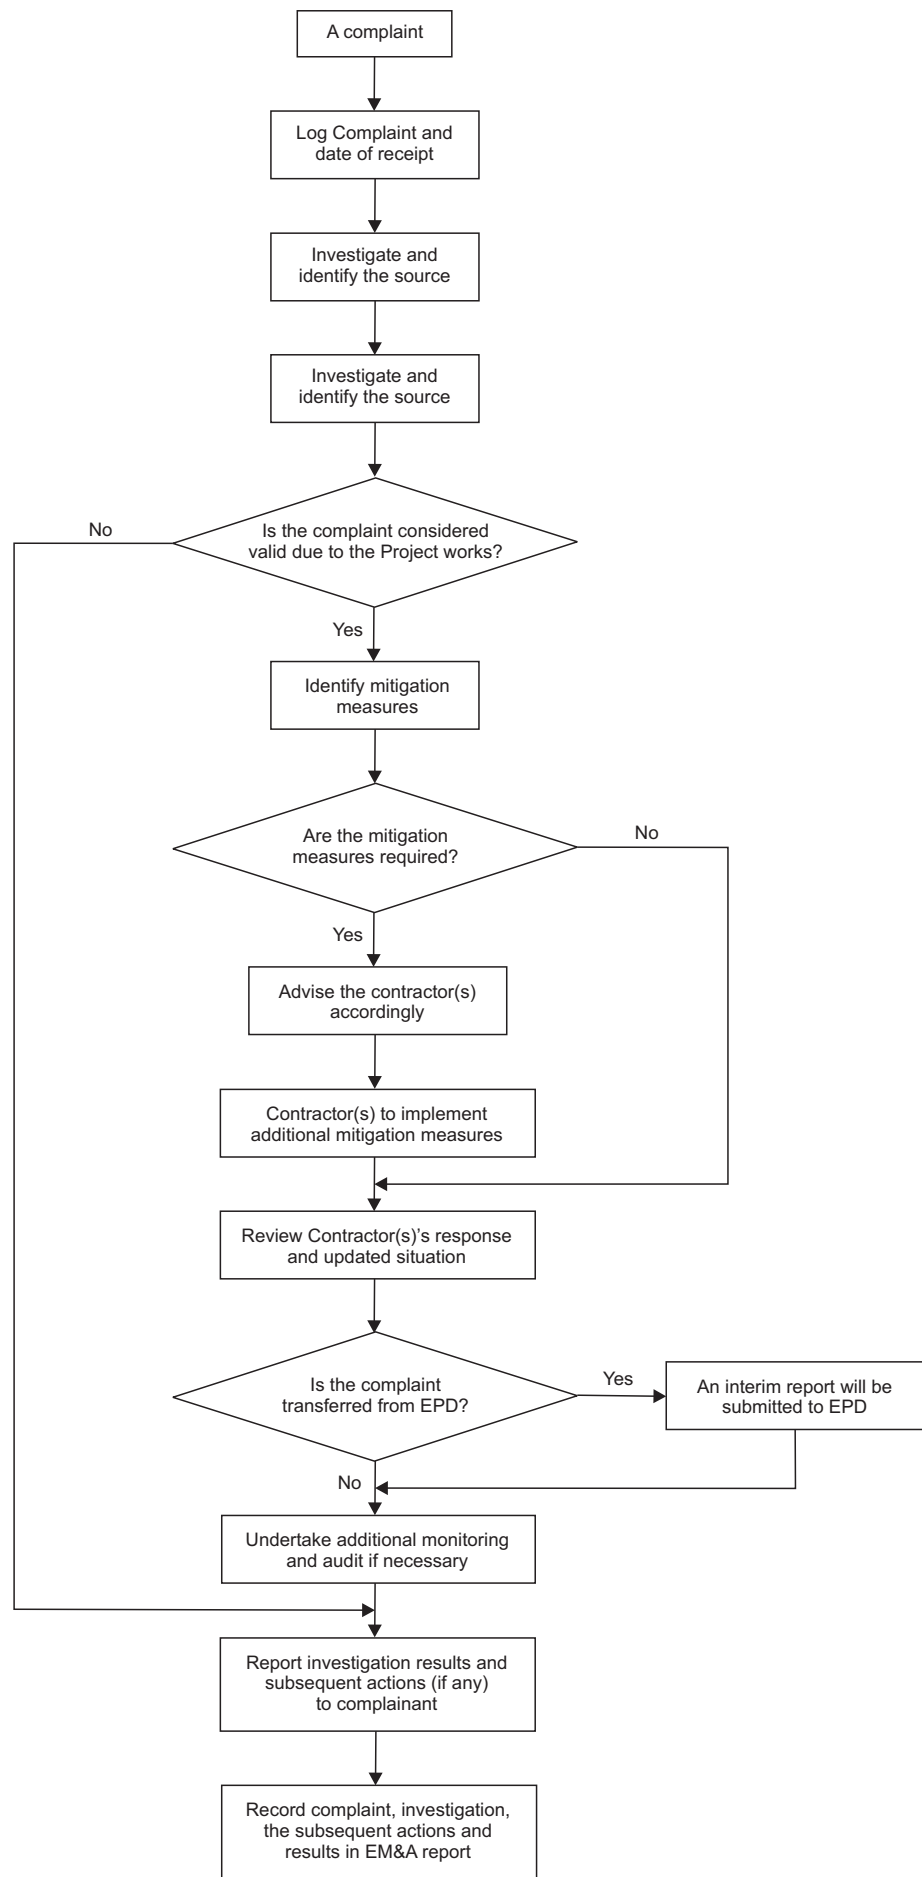 A complaint
Log Complaint and
date of receipt
Investigate and
identify the source
Investigate and
identify the source
Is the complaint considered
valid due to the Project works?
No
Yes
Identify mitigation
measures
Are the mitigation
measures required?
No
Yes
Advise the contractor(s)
accordingly
Contractor(s) to implement
additional mitigation measures
Review Contractor(s)’s response
and updated situation
Is the complaint
transferred from EPD?
Yes
An interim report will be
submitted to EPD
No
Undertake additional monitoring
and audit if necessary
Report investigation results and
subsequent actions (if any)
to complainant
Record complaint, investigation,
the subsequent actions and
results in EM&A report